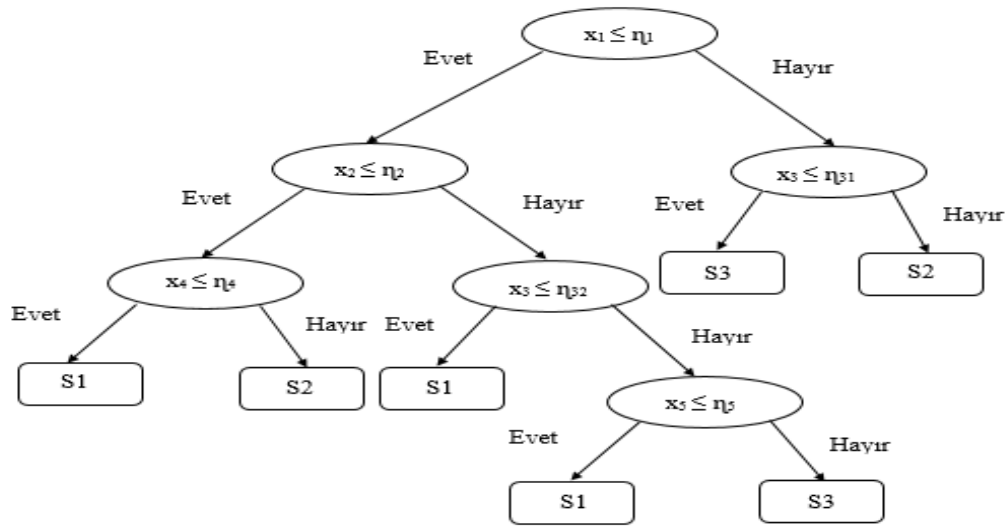 x₁ ≤ η₁
Evet
Hayır
x₂ ≤ η₂
x₃ ≤ η₃₁
Evet
Hayır
Evet
Hayır
S3
S2
x₄ ≤ η₄
x₃ ≤ η₃₂
Evet
Hayır
Evet
Hayır
S1
S2
S1
x₅ ≤ η₅
Evet
Hayır
S1
S3